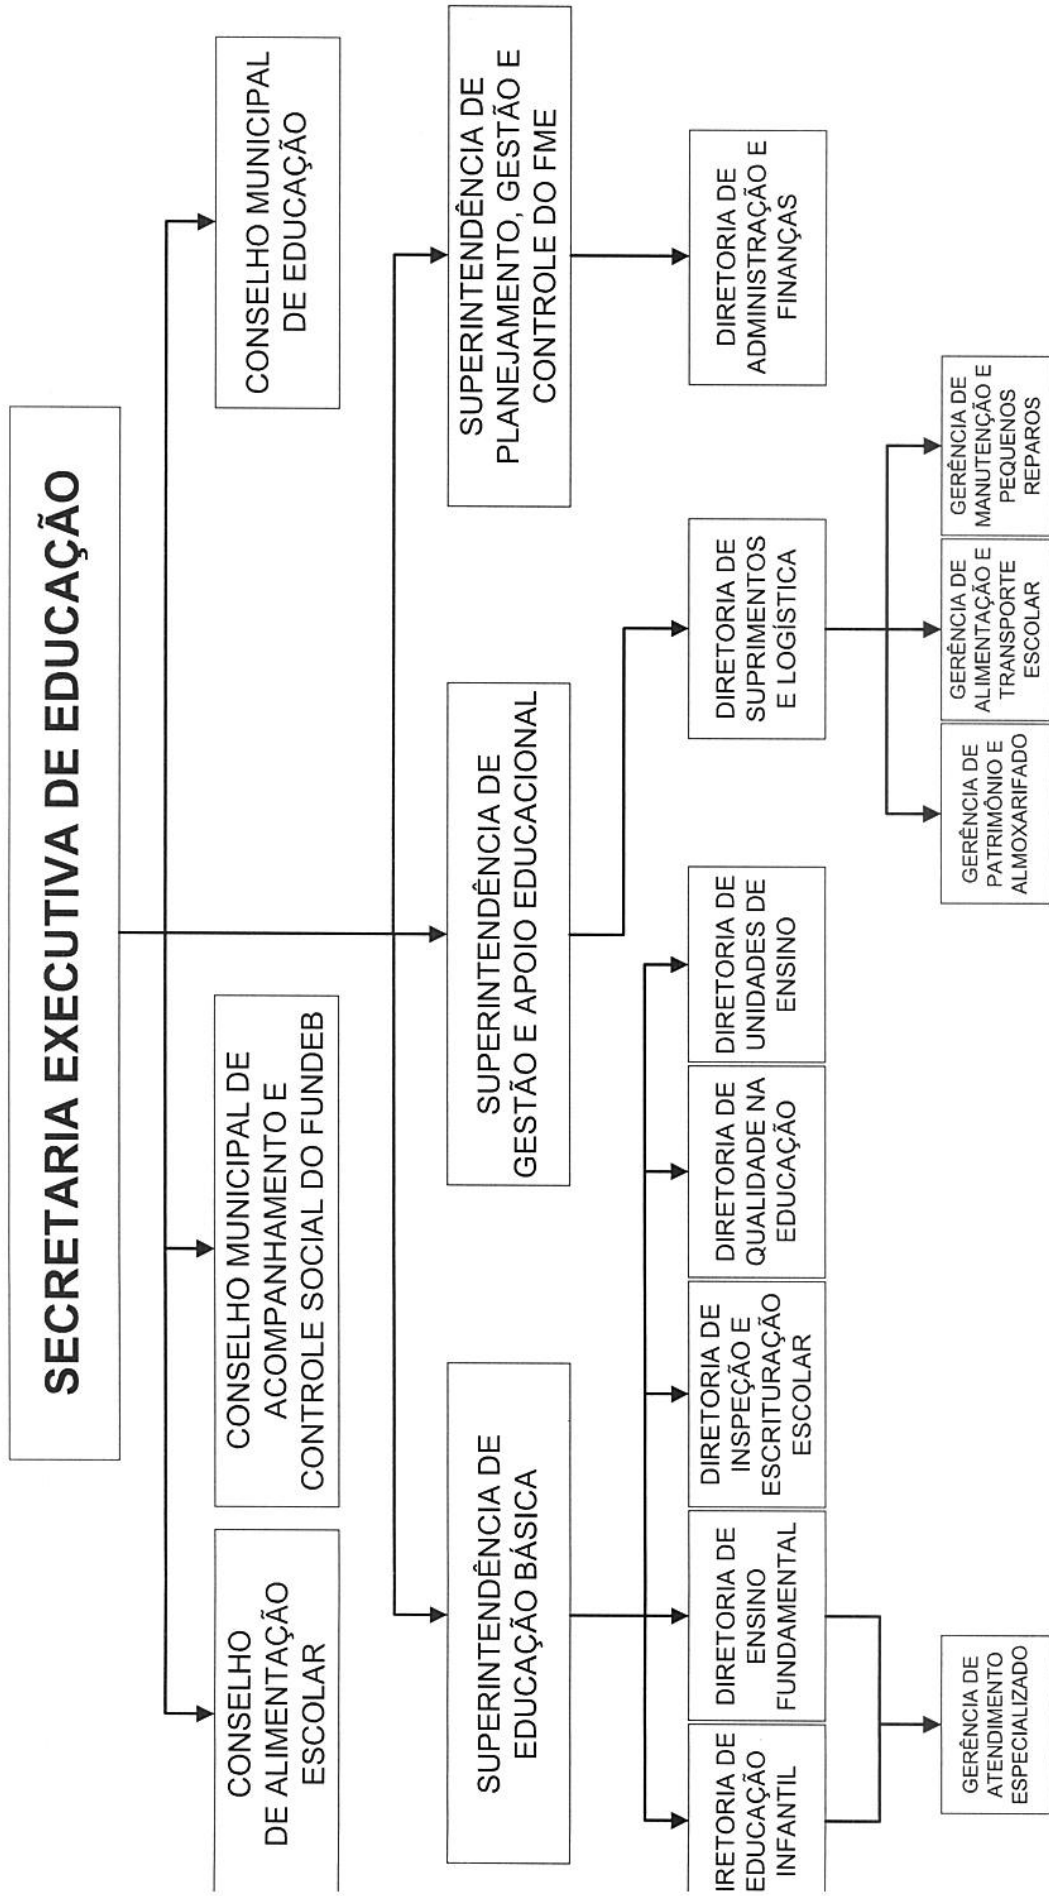 SECRETARIA EXECUTIVA DE EDUCAÇÃO
CONSELHO
DE ALIMENTAÇÃO
ESCOLAR
CONSELHO MUNICIPAL DE
ACOMPANHAMENTO E
CONTROLE SOCIAL DO FUNDEB
CONSELHO MUNICIPAL
DE EDUCAÇÃO
SUPERINTENDÊNCIA DE
EDUCAÇÃO BÁSICA
SUPERINTENDÊNCIA DE
GESTÃO E APOIO EDUCACIONAL
SUPERINTENDÊNCIA DE
PLANEJAMENTO, GESTÃO E
CONTROLE DO FME
IRETORIA DE
EDUCAÇÃO
INFANTIL
DIRETORIA DE
ENSINO
FUNDAMENTAL
DIRETORIA DE
INSPEÇÃO E
ESCRITURAÇÃO
ESCOLAR
DIRETORIA DE
QUALIDADE NA
EDUCAÇÃO
DIRETORIA DE
UNIDADES DE
ENSINO
DIRETORIA DE
SUPRIMENTOS
E LOGÍSTICA
DIRETORIA DE
ADMINISTRAÇÃO E
FINANÇAS
GERÊNCIA DE
ATENDIMENTO
ESPECIALIZADO
GERÊNCIA DE
PATRIMÔNIO E
ALMOXARIFADO
GERÊNCIA DE
ALIMENTAÇÃO E
TRANSPORTE
ESCOLAR
GERÊNCIA DE
MANUTENÇÃO E
PEQUENOS
REPAROS